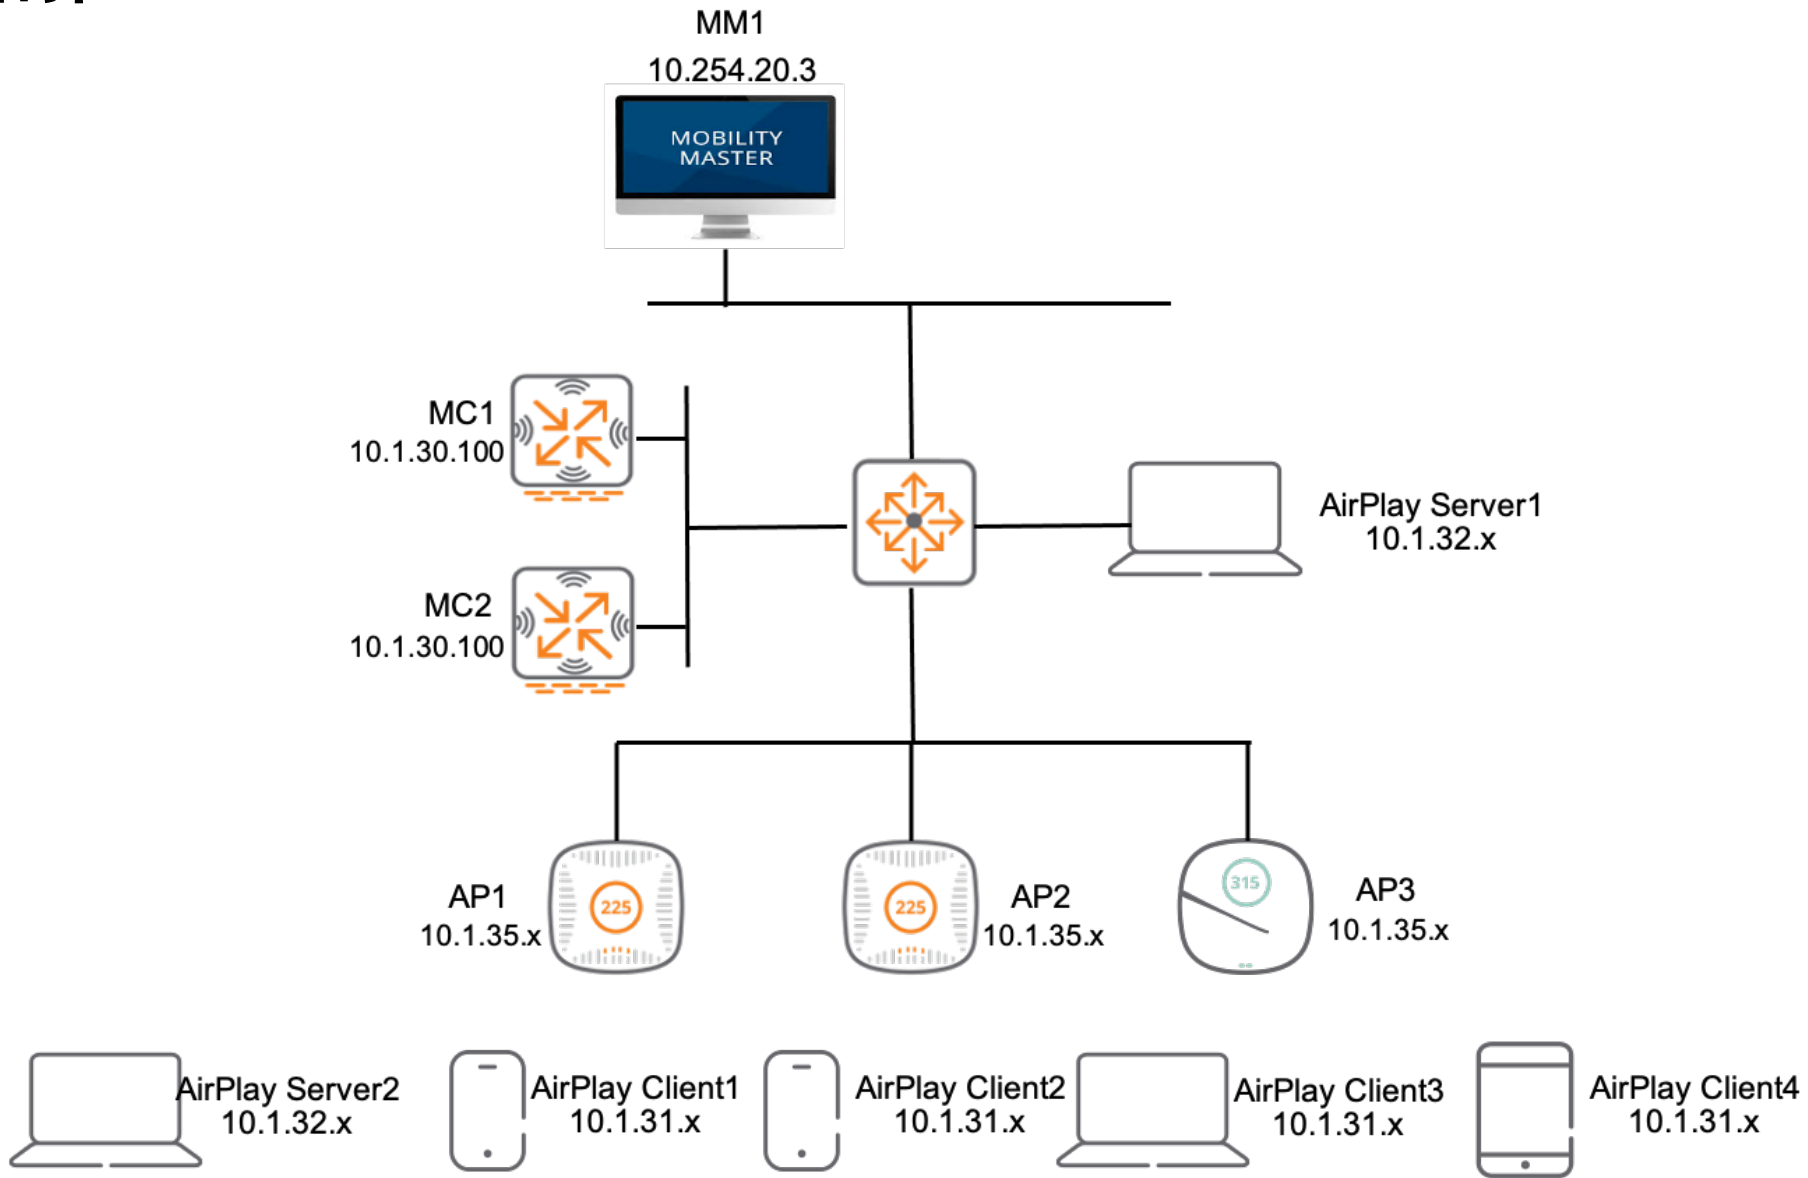 MM1
10.254.20.3
MOBILITY
MASTER
MC1
10.1.30.100
AirPlay Server1
10.1.32.x
MC2
10.1.30.100
AP1
10.1.35.x
225
225
AP2
10.1.35.x
315
AP3
10.1.35.x
AirPlay Server2
10.1.32.x
AirPlay Client1
10.1.31.x
AirPlay Client2
10.1.31.x
AirPlay Client3
10.1.31.x
AirPlay Client4
10.1.31.x